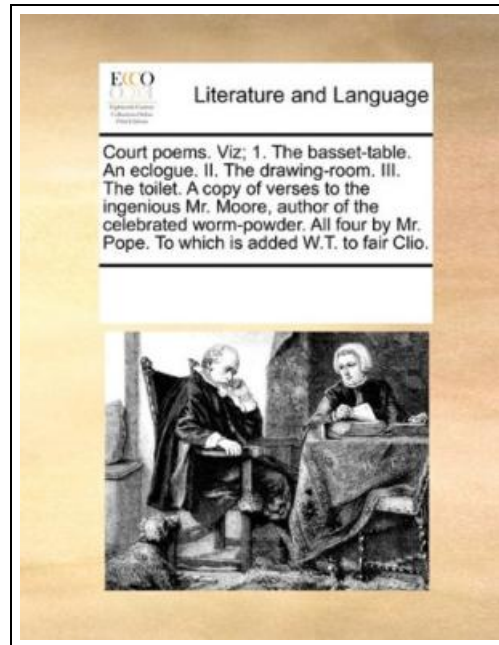 ECCO
Literature and Language
Court poems. Viz; 1. The basset-table.
An eclogue. II. The drawing-room. III.
The toilet. A copy of verses to the
ingenious Mr. Moore, author of the
celebrated worm-powder. All four by Mr.
Pope. To which is added W.T. to fair Clio.